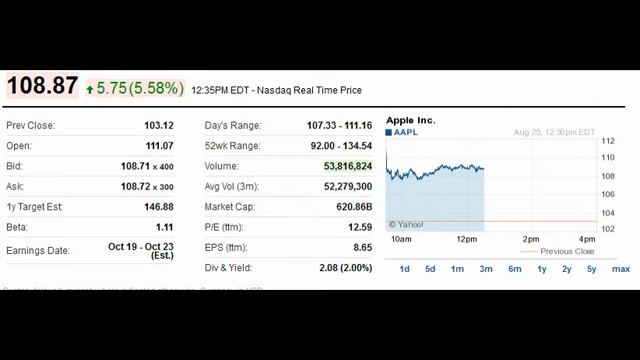 108.87 5.75(5.58%) 12:35PM EDT - Nasdaq Real Time Price
Prev Close: 103.12
Open: 111.07
Bid: 108.71 x 400
Ask: 108.72 x 300
1y Target Est: 146.88
Beta: 1.11
Earnings Date: Oct 19 - Oct 23
(Est.)
Day's Range: 107.33 - 111.16
52wk Range: 92.00 - 134.54
Volume: 53,816,824
Avg Vol (3m): 52,279,300
Market Cap: 620.86B
P/E (ttm): 12.59
EPS (ttm): 8.65
Div & Yield: 2.08 (2.00%)
Apple Inc.
AAPL Aug 25, 12:30pm EDT
112
110
108
106
104
102
© Yahoo!
10am 12pm 2pm 4pm
Previous Close
1d 5d 1m 3m 6m 1y 2y 5y max